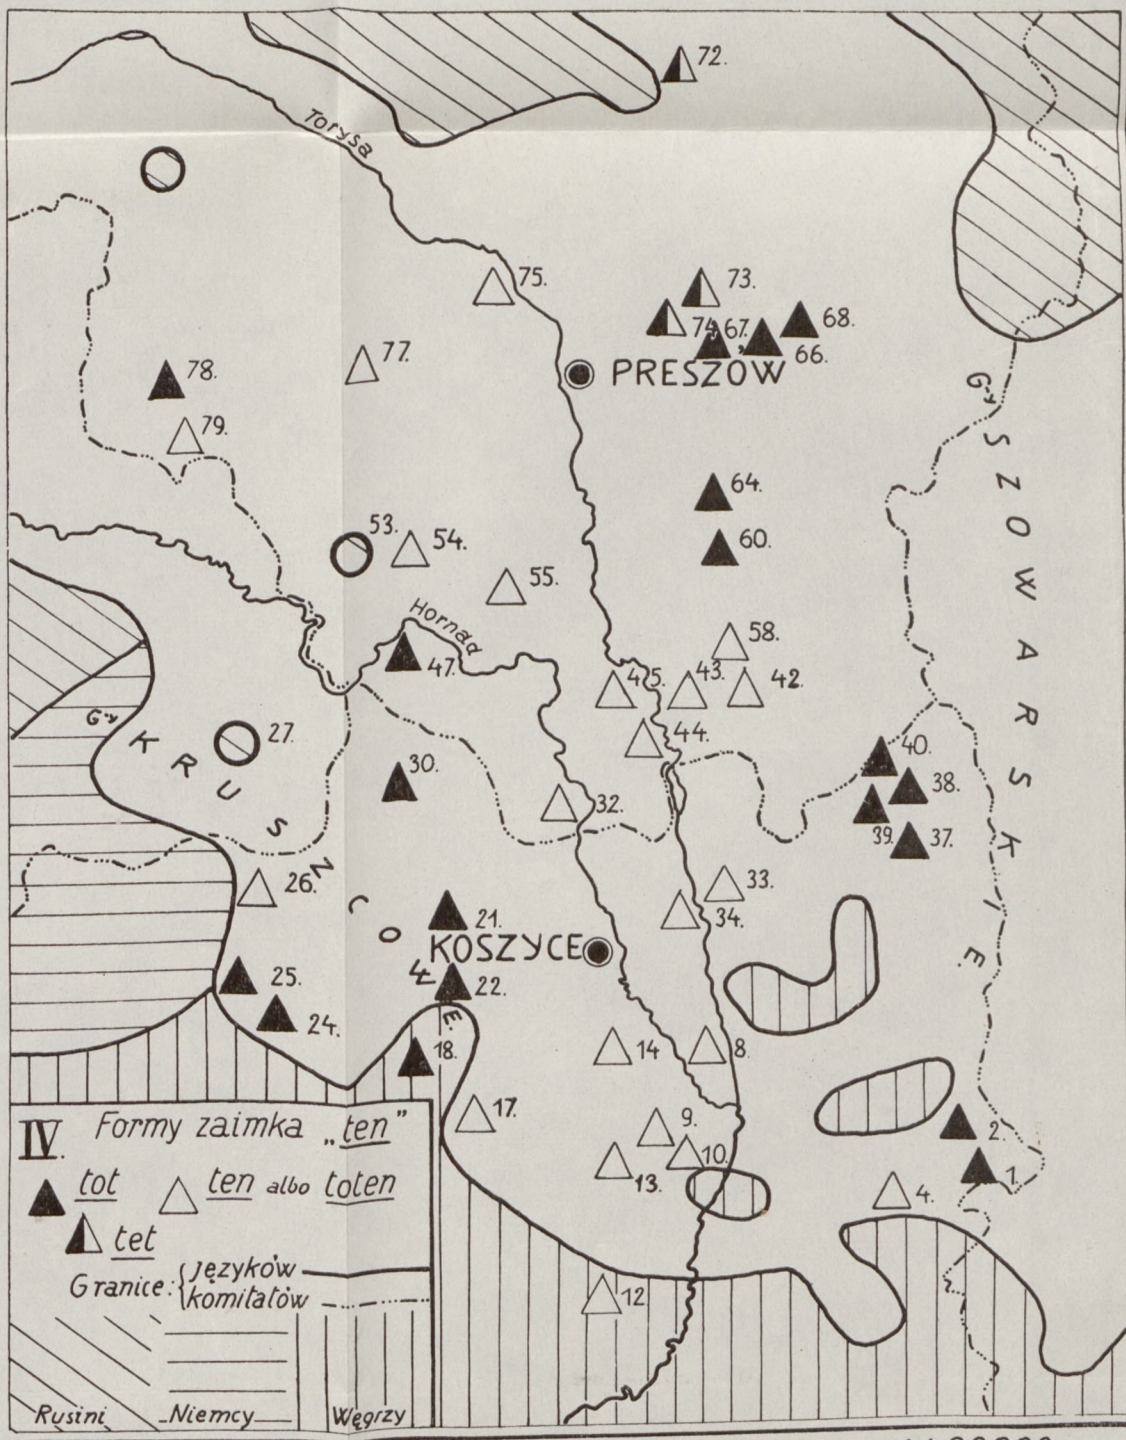 72.
Torysa
75.
73.
74. 67. 68.
66.
PRESZÓW
77.
78.
79.
G-y SZOWARSKIE.
64.
60.
53.
54.
55.
Hornad
58.
47.
45. 43. 42.
44.
G-y KRUSZNCOWE.
27.
40.
30.
38.
32.
39. 37.
26.
33.
34.
21.
KOSZYCE
25.
22.
24.
14 8.
18.
17.
9.
10.
13.
2.
1.
4.
12
IV. Formy zaimka „ten”
tot ten albo toten
tet
Granice: języków
komitatów
Rusini Niemcy Węgrzy